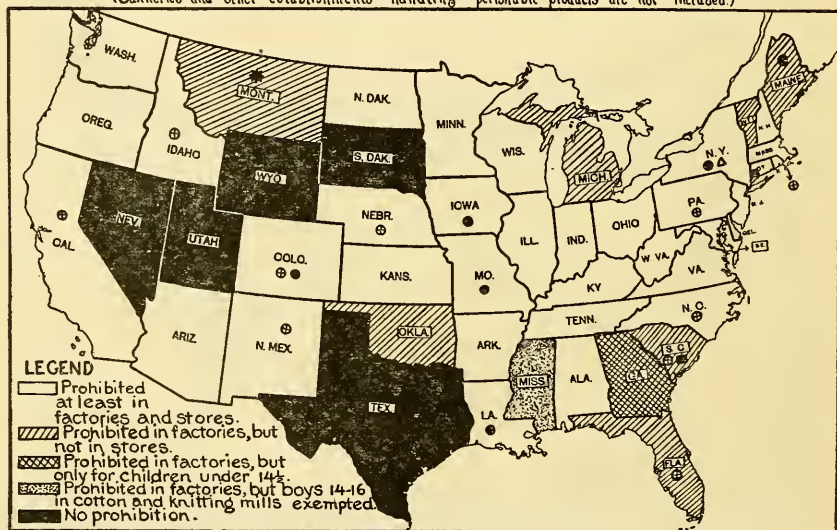 (Canneries and other establishments handling perishable products are not included.)
WASH.
MONT.
N. DAK.
MINN.
MAINE
OREG.
IDAHO
WYO
S. DAK.
WIS.
MICH.
VT.
N. H.
MASS
N.Y.
NEV.
UTAH
NEBR.
IOWA
PA.
N. J.
CAL.
COLO.
KANS.
MO.
ILL.
IND.
OHIO
W. VA.
VA.
DEL.
KY
ARIZ.
N. MEX.
OKLA.
ARK.
TENN.
N. C.
S. C.
TEX.
LA.
MISS.
ALA.
GA.
FLA.
LEGEND
Prohibited
at least in
factories and stores.
Prohibited in factories, but
not in stores.
Prohibited in factories, but
only for children under 14½.
Prohibited in factories, but boys 14-16
in cotton and knitting mills exempted.
No prohibition.